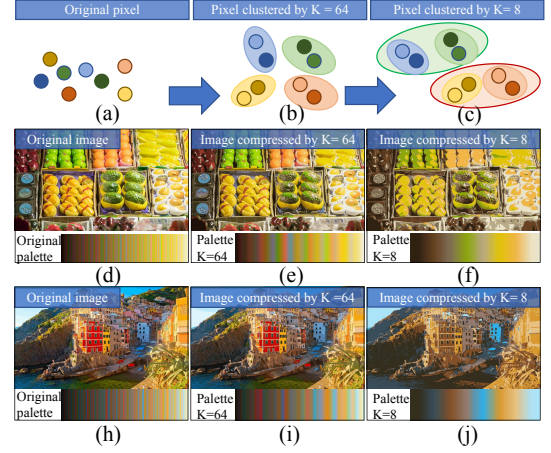 Original pixel
Pixel clustered by K = 64
Pixel clustered by K= 8
(a)
(b)
(c)
Original image
Image compressed by K= 64
Image compressed by K= 8
Original
palette
Palette
K=64
Palette
K=8
(d)
(e)
(f)
Original image
Image compressed by K =64
Image compressed by K= 8
Original
palette
Palette
K=64
Palette
K=8
(h)
(i)
(j)